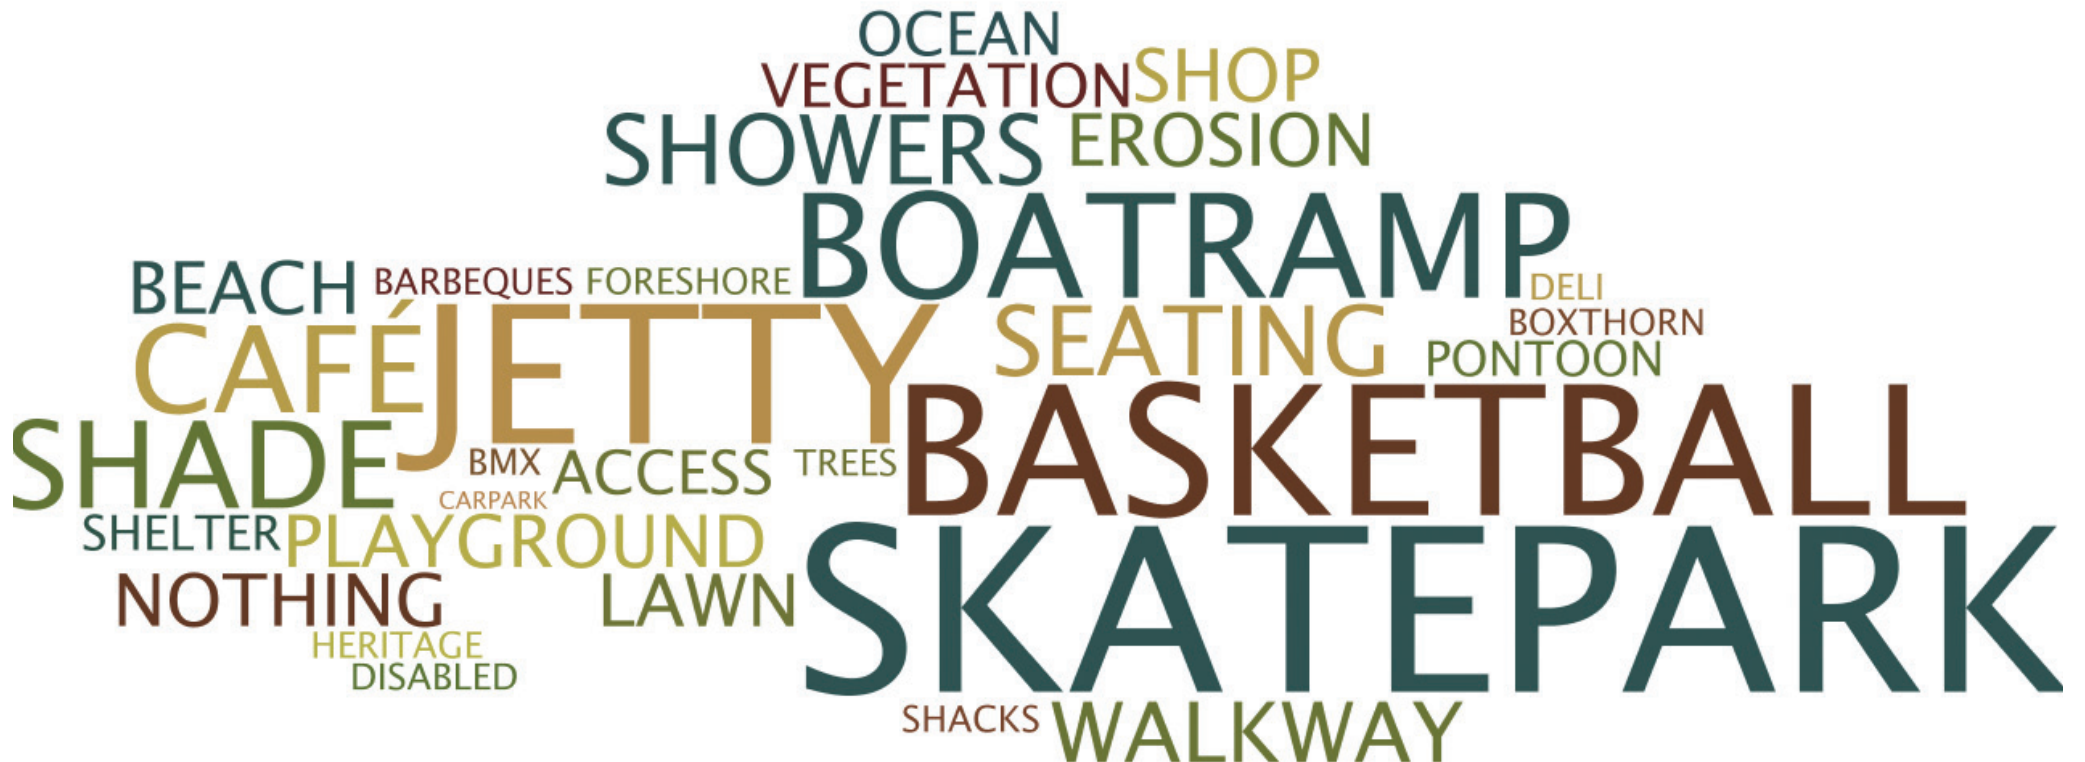 OCEAN
VEGETATION SHOP
SHOWERS EROSION
BOATRAMP
BEACH BARBEQUES FORESHORE DELI
CAFÉ JETTY SEATING BOXTHORN
PONTOON
SHADE BMX ACCESS TREES BASKETBALL
CARPARK
SHELTER PLAYGROUND SKATEPARK
NOTHING LAWN
HERITAGE
DISABLED
SHACKS WALKWAY